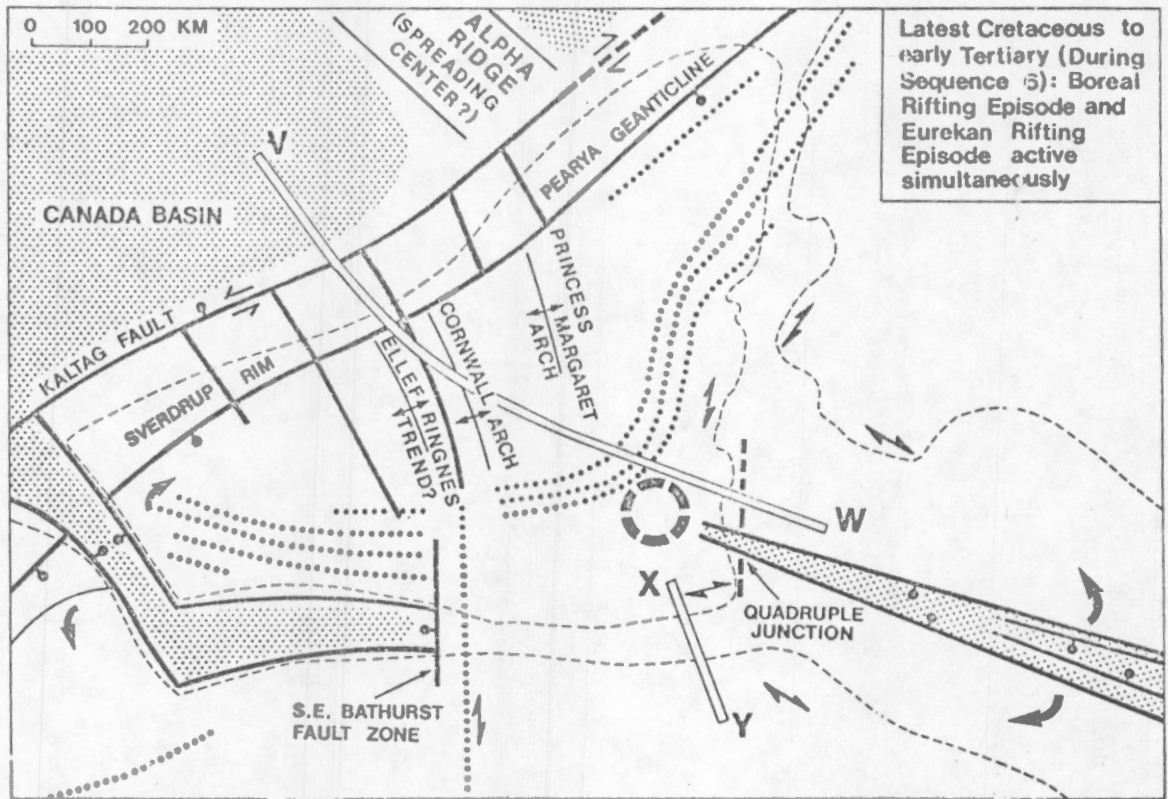 0 100 200 KM
ALPHA
RIDGE
(SPREADING
CENTER?)
Latest Cretaceous to
early Tertiary (During
Sequence 6): Boreal
Rifting Episode and
Eurekan Rifting
Episode active
simultaneously
V
CANADA BASIN
PEARYA GEANTICLINE
KALTAG FAULT
SVERDRUP RIM
PRINCESS
MARGARET
ARCH
CORNWALL
ARCH
ELLEF RINGNES
TREND?
W
X
QUADRUPLE
JUNCTION
Y
S.E. BATHURST
FAULT ZONE